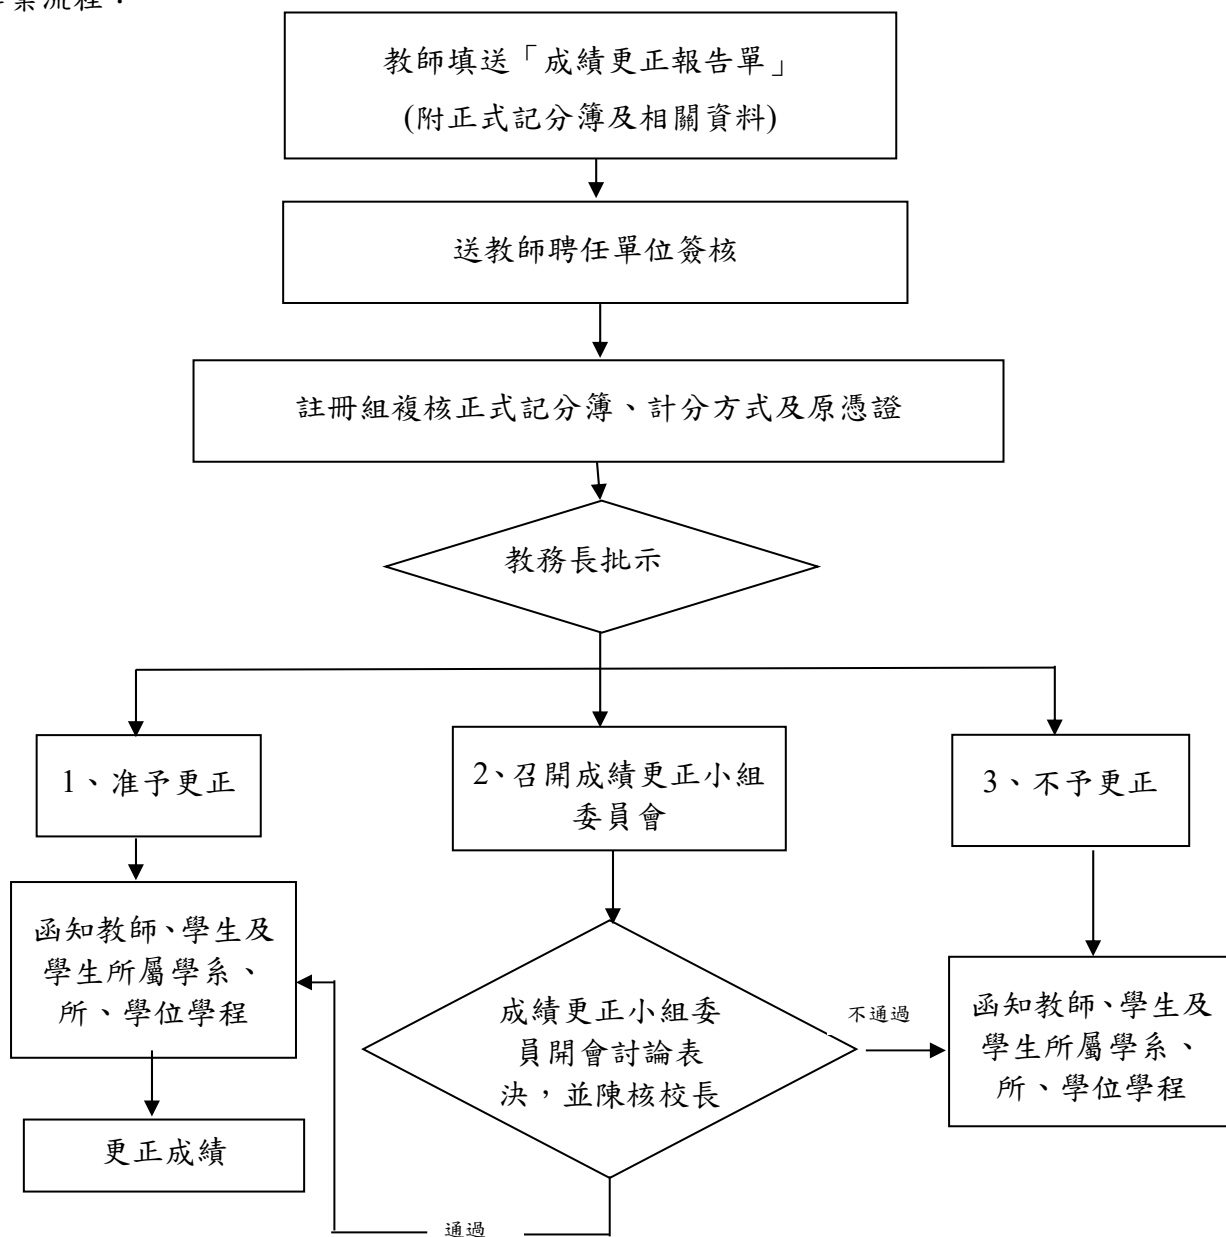 業流程：
教師填送「成績更正報告單」
(附正式記分簿及相關資料)
送教師聘任單位簽核
註冊組複核正式記分簿、計分方式及原憑證
教務長批示
1、准予更正
2、召開成績更正小組
委員會
3、不予更正
函知教師、學生及
學生所屬學系、
所、學位學程
成績更正小組委
員開會討論表
決，並陳核校長
不通過
函知教師、學生及
學生所屬學系、
所、學位學程
更正成績
通過